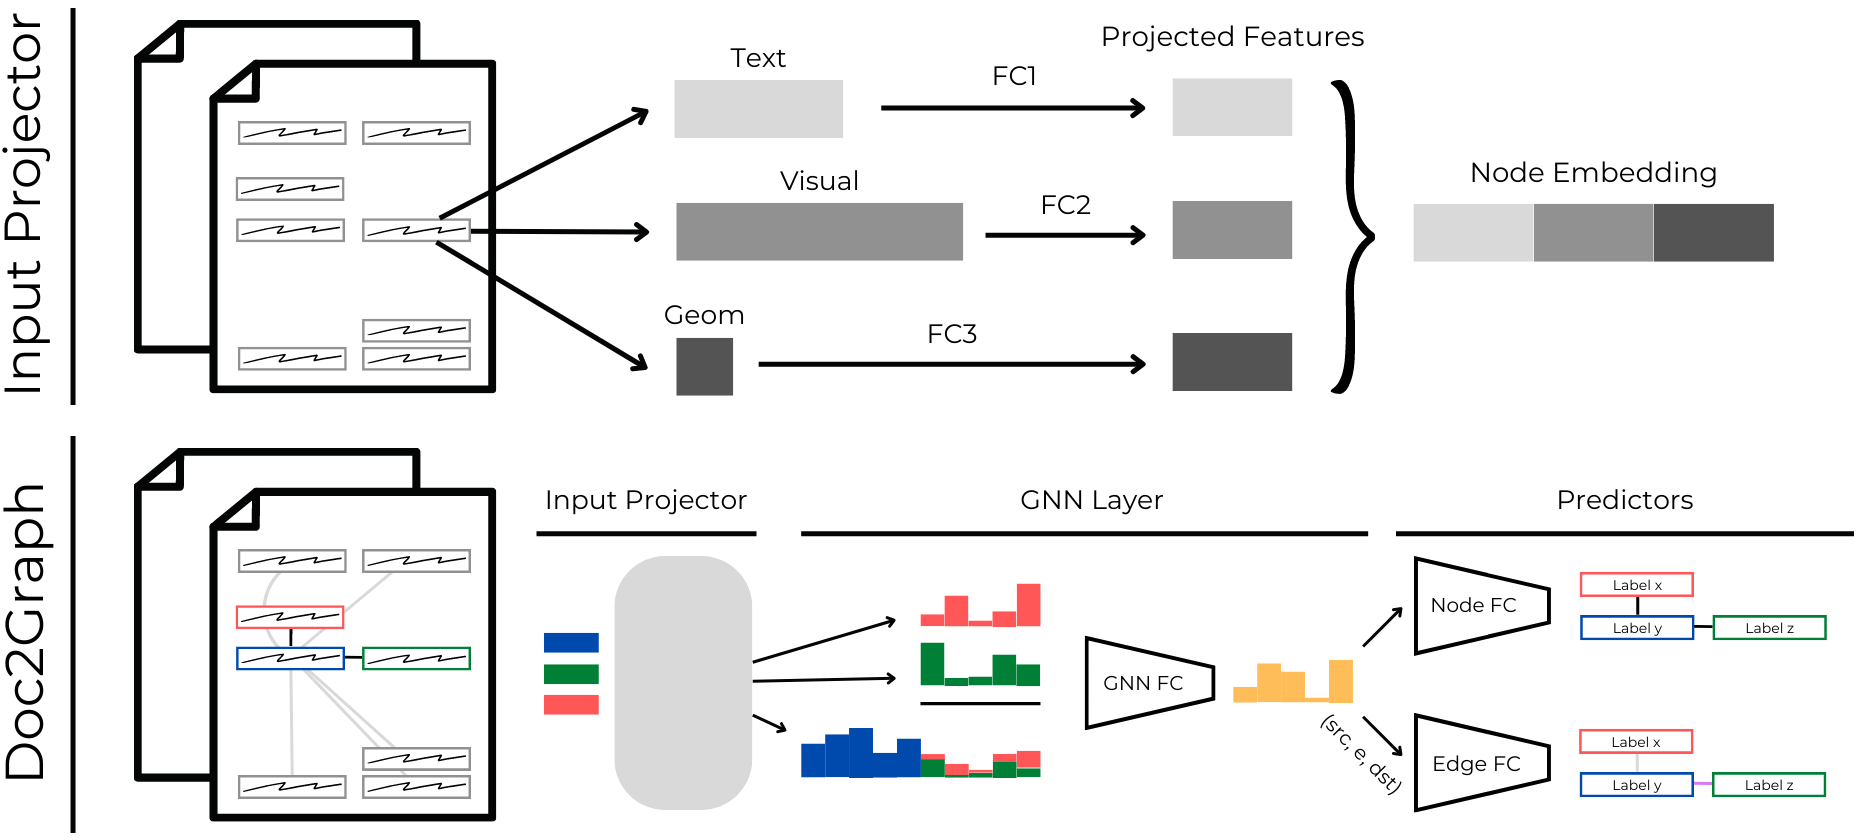 Input Projector
Text
FC1
Projected Features
Visual
FC2
Node Embedding
Geom
FC3
Doc2Graph
Input Projector
GNN Layer
Predictors
GNN FC
(src, e, dst)
Node FC
Label x
Label y
Label z
Edge FC
Label x
Label y
Label z